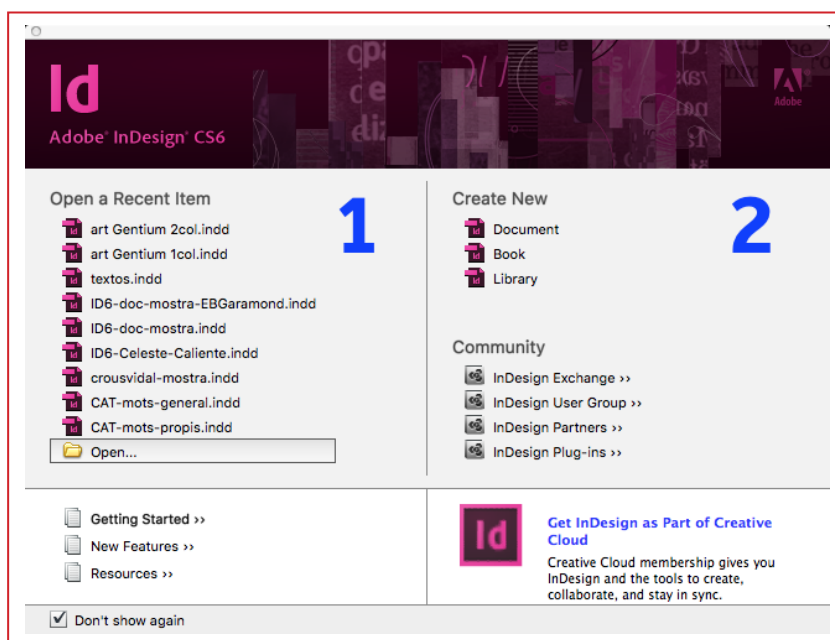 Id
Adobe® InDesign® CS6
Adobe
Open a Recent Item
1
art Gentium 2col.indd
art Gentium 1col.indd
textos.indd
ID6-doc-mostra-EBGaramond.indd
ID6-doc-mostra.indd
ID6-Celeste-Caliente.indd
crousvidal-mostra.indd
CAT-mots-general.indd
CAT-mots-propis.indd
Open...
Create New
2
Document
Book
Library
Community
InDesign Exchange ››
InDesign User Group ››
InDesign Partners ››
InDesign Plug-ins ››
Getting Started ››
New Features ››
Resources ››
Id
Get InDesign as Part of Creative
Cloud
Creative Cloud membership gives you
InDesign and the tools to create,
collaborate, and stay in sync.
Don't show again